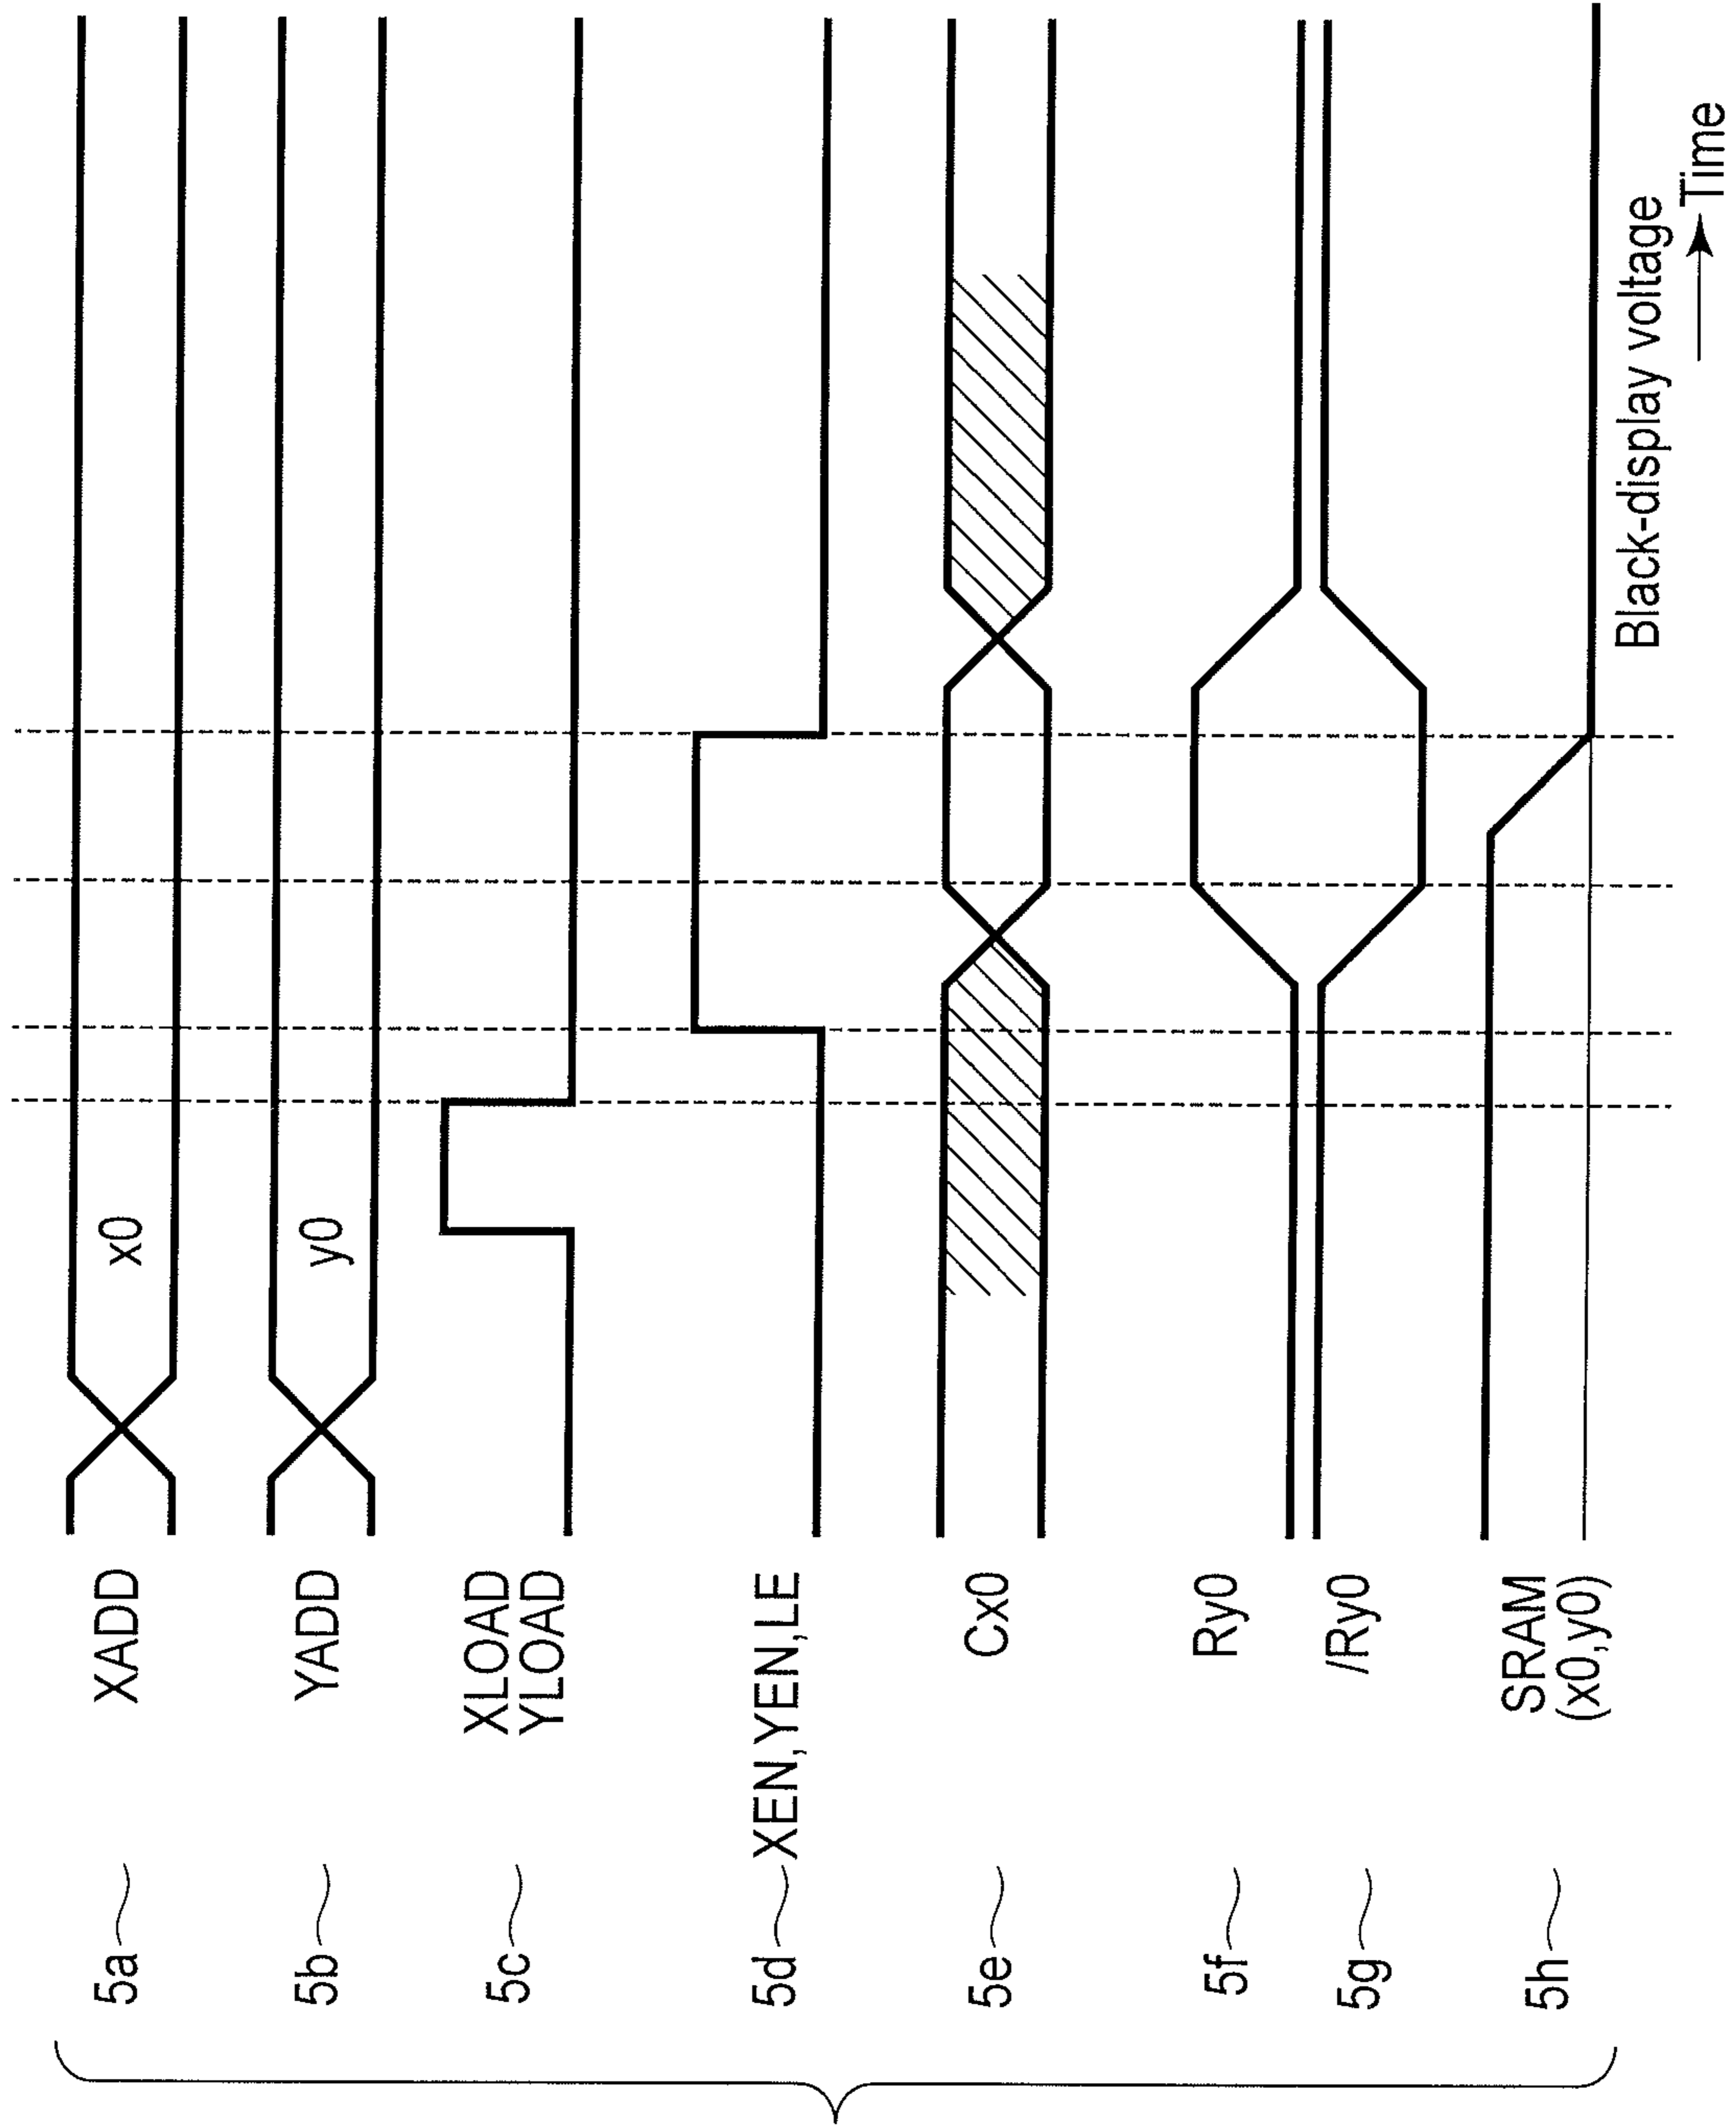 5a XADD x0
5b YADD y0
5c XLOAD
YLOAD
5d XEN,YEN,LE
5e Cx0
5f Ry0
5g /Ry0
5h SRAM
(x0,y0)
Black-display voltage
Time